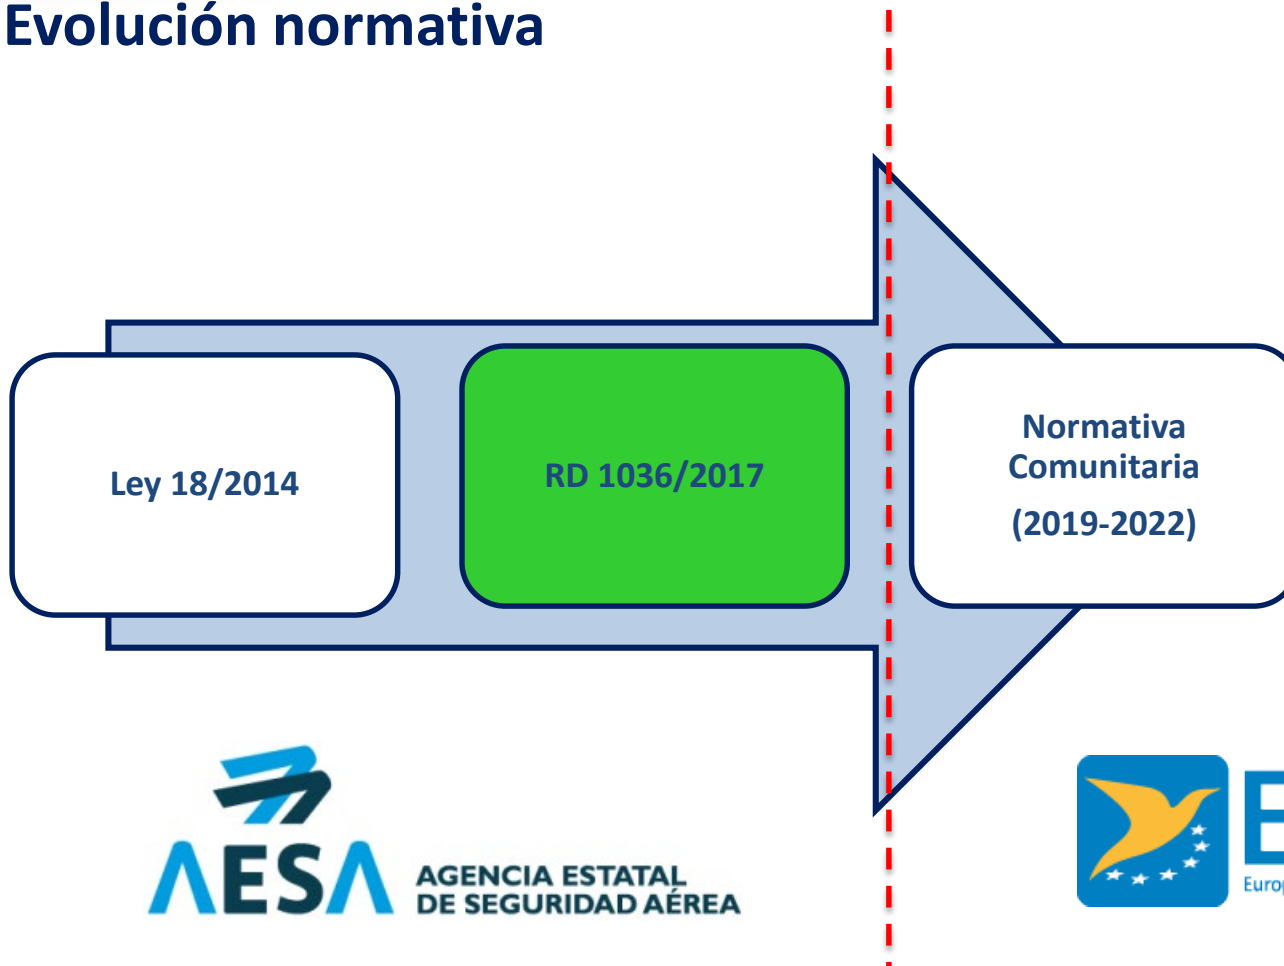 Evolución normativa
Ley 18/2014
RD 1036/2017
Normativa
Comunitaria
(2019-2022)
AESA
AGENCIA ESTATAL
DE SEGURIDAD AÉREA